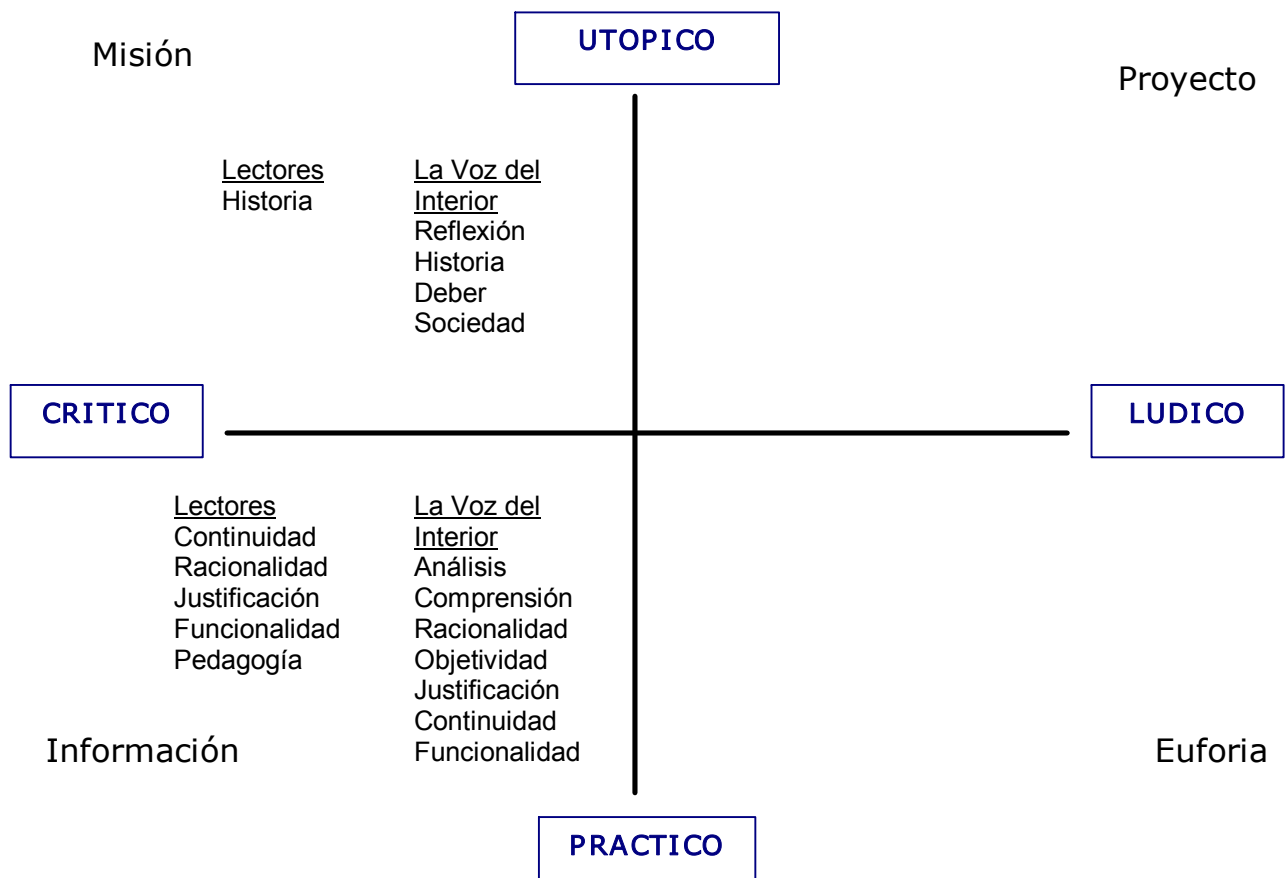 Misión
UTOPICO
Proyecto
Lectores
Historia
La Voz del
Interior
Reflexión
Historia
Deber
Sociedad
CRITICO
LUDICO
Lectores
Continuidad
Racionalidad
Justificación
Funcionalidad
Pedagogía
La Voz del
Interior
Análisis
Comprensión
Racionalidad
Objetividad
Justificación
Continuidad
Funcionalidad
Información
Euforia
PRACTICO